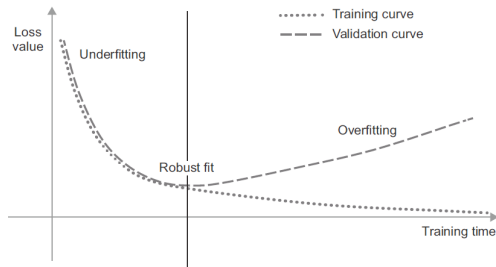 Loss
value
Training curve
Validation curve
Underfitting
Overfitting
Robust fit
Training time